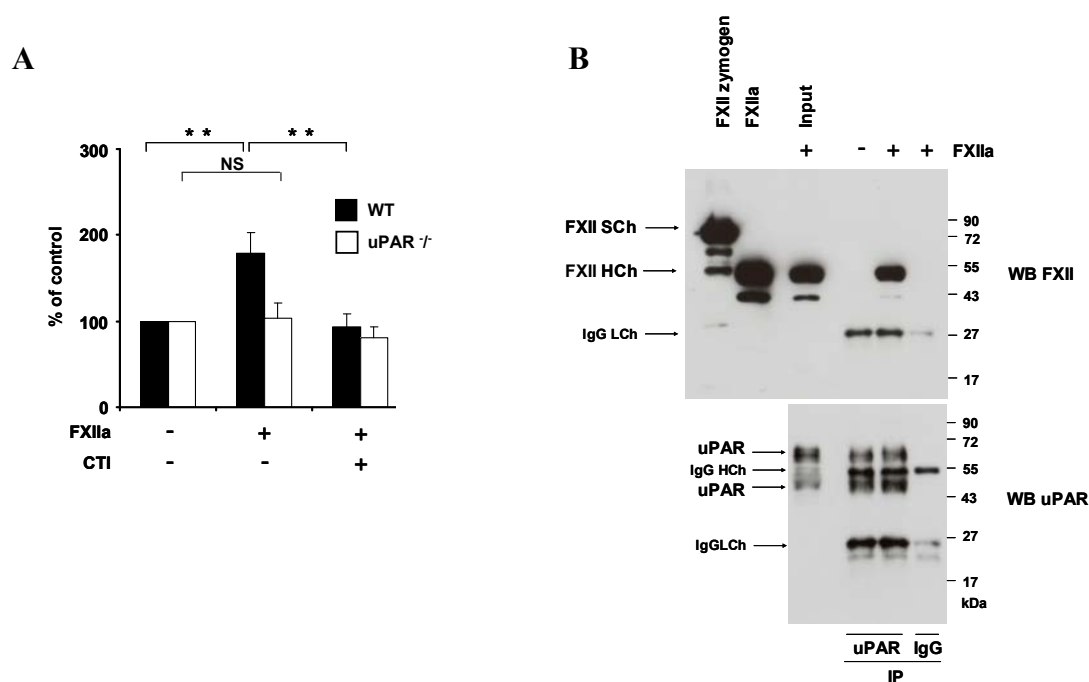 A
* *
* *
NS
300
200
100
0
% of control
WT
uPAR -/-
FXIIa - + +
CTI - - +
B
FXII zymogen
FXIIa
Input
+ - + + FXIIa
FXII SCh
FXII HCh
IgG LCh
90
72
55
43
27
17
WB FXII
uPAR
IgG HCh
uPAR
IgGLCh
90
72
55
43
27
17
kDa
WB uPAR
uPAR IgG
IP